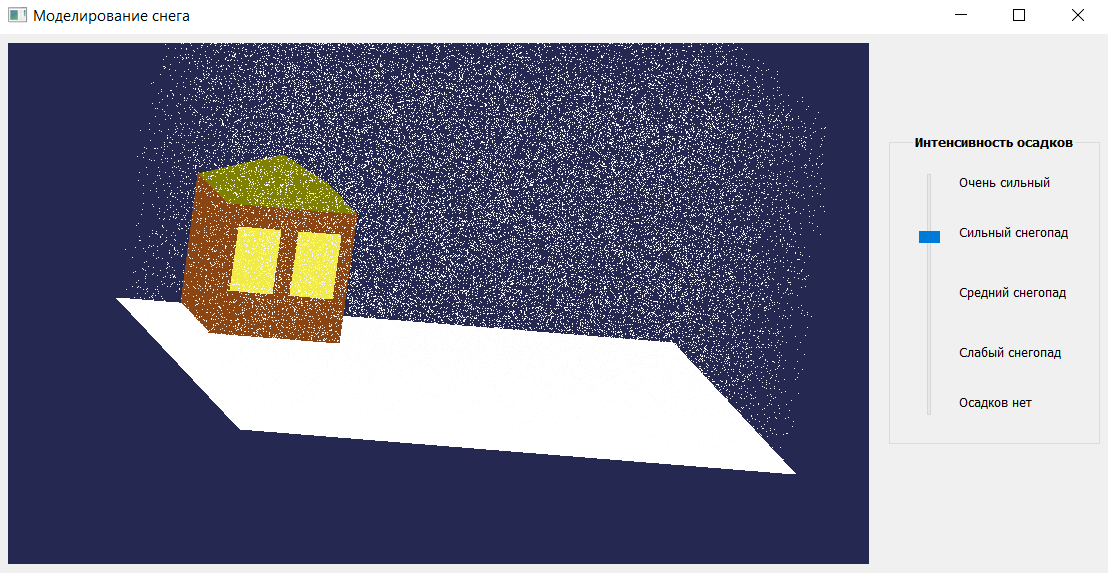 Моделирование снега
Интенсивность осадков
Очень сильный
Сильный снегопад
Средний снегопад
Слабый снегопад
Осадков нет